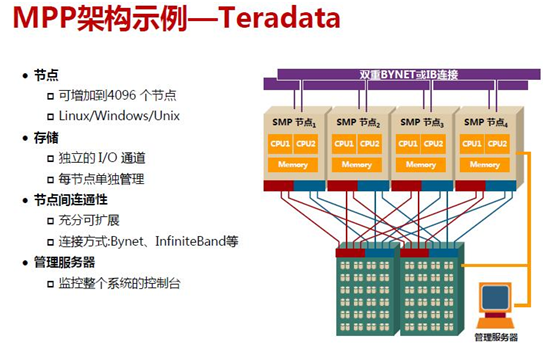 MPP架构示例—Teradata
节点
可增加到4096 个节点
Linux/Windows/Unix
存储
独立的 I/O 通道
每节点单独管理
节点间连通性
充分可扩展
连接方式:Bynet、InfiniteBand等
管理服务器
监控整个系统的控制台
双重BYNET或IB连接
SMP 节点1
SMP 节点2
SMP 节点3
SMP 节点4
CPU1 CPU2
CPU1 CPU2
CPU1 CPU2
CPU1 CPU2
Memory
Memory
Memory
Memory
管理服务器